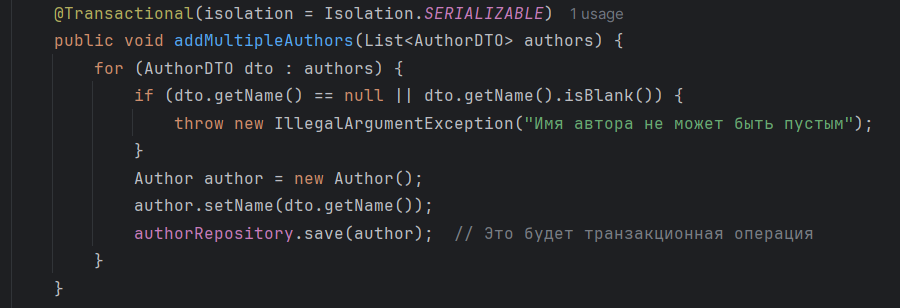 @Transactional(isolation = Isolation.SERIALIZABLE) 1 usage
public void addMultipleAuthors(List<AuthorDTO> authors) {
for (AuthorDTO dto : authors) {
if (dto.getName() == null || dto.getName().isBlank()) {
throw new IllegalArgumentException("Имя автора не может быть пустым");
}
Author author = new Author();
author.setName(dto.getName());
authorRepository.save(author); // Это будет транзакционная операция
}
}